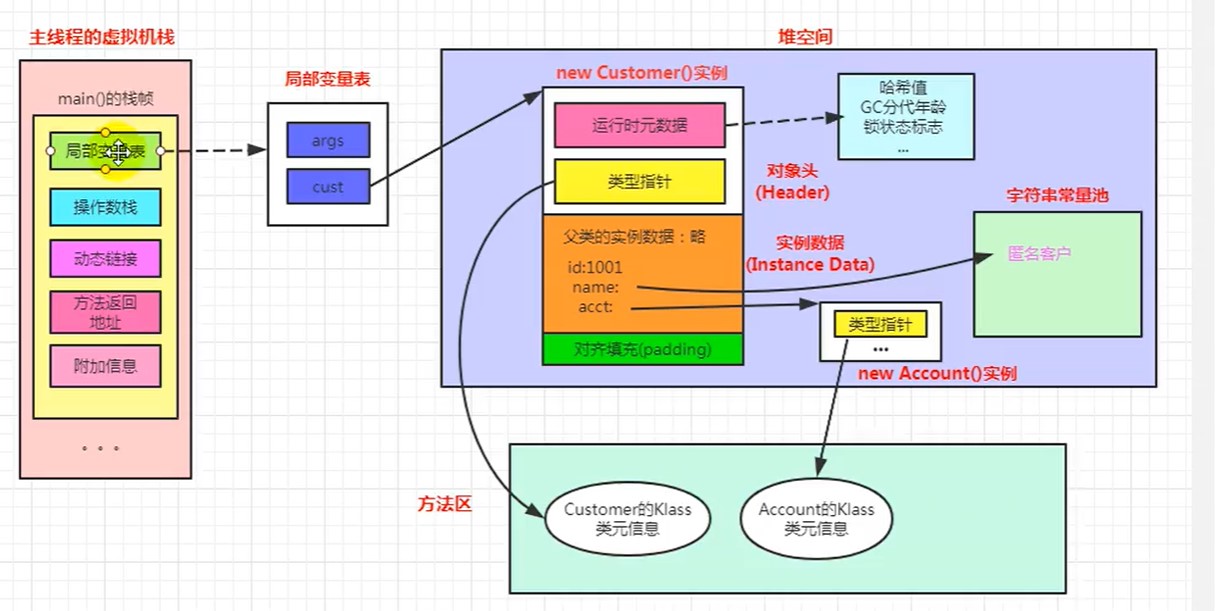 主线程的虚拟机栈
main()的栈帧
局部变量表
操作数栈
动态链接
方法返回
地址
附加信息
局部变量表
args
cust
堆空间
new Customer()实例
运行时元数据
类型指针
哈希值
GC分代年龄
锁状态标志
...
对象头
(Header)
父类的实例数据：略
id:1001
name:
acct:
实例数据
(Instance Data)
对齐填充(padding)
字符串常量池
匿名客户
类型指针
...
new Account()实例
方法区
Customer的Klass
类元信息
Account的Klass
类元信息